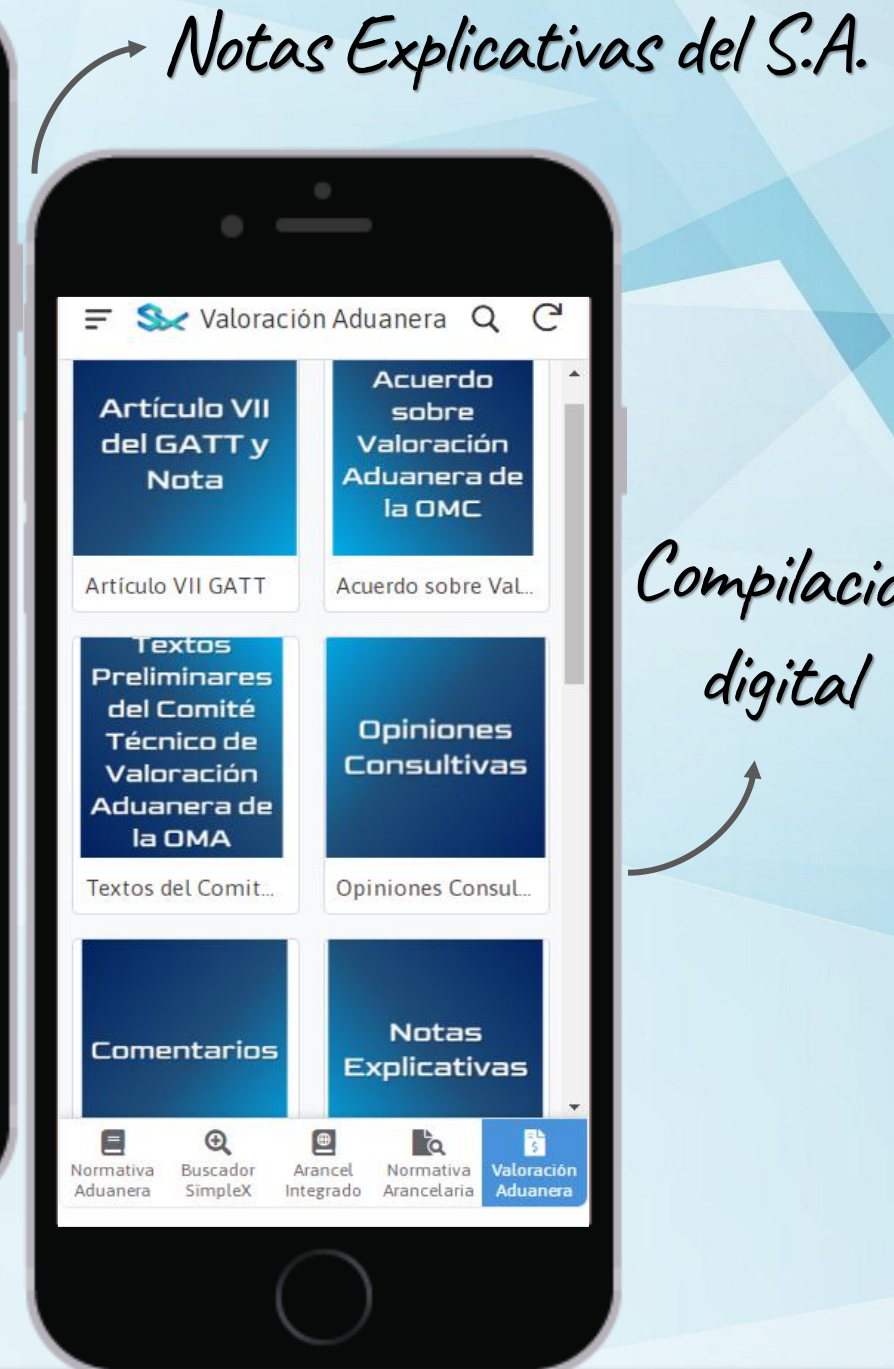 Notas Explicativas del S.A.
Valoración Aduanera
Artículo VII
del GATT y
Nota
Artículo VII GATT
Acuerdo
sobre
Valoración
Aduanera de
la OMC
Acuerdo sobre Val...
Textos
Preliminares
del Comité
Técnico de
Valoración
Aduanera de
la OMA
Textos del Comit...
Opiniones
Consultivas
Opiniones Consul...
Comentarios
Notas
Explicativas
Compilació
digital
Normativa
Aduanera
Buscador
SimpleX
Arancel
Integrado
Normativa
Arancelaria
Valoración
Aduanera